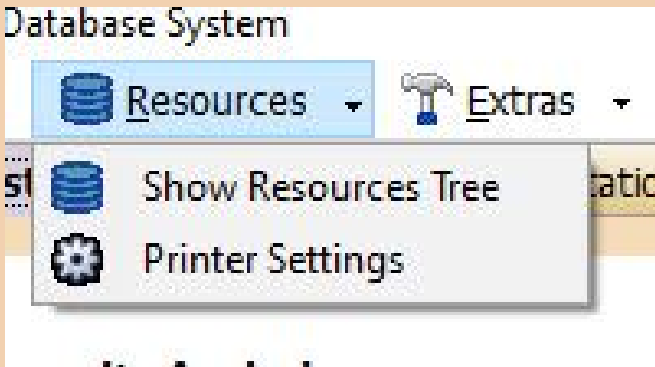 Database System
Resources Extras
Show Resources Tree
Printer Settings